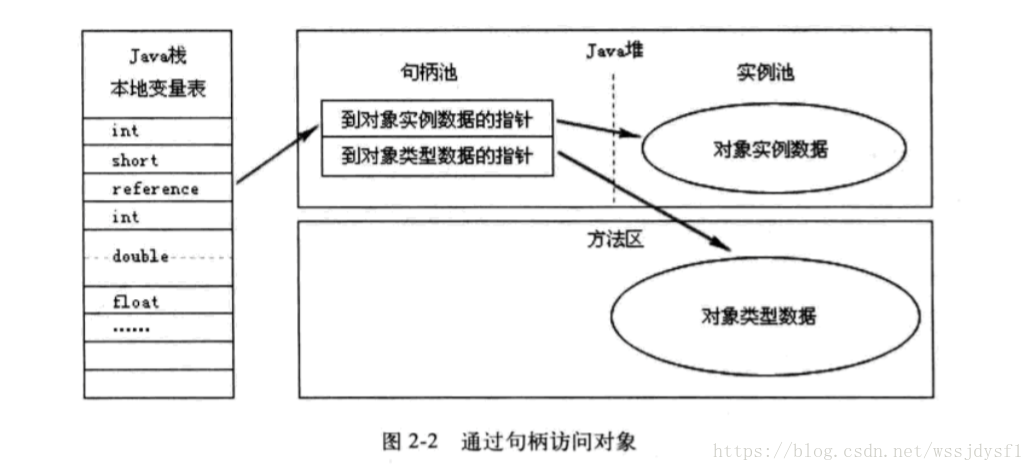 Java栈
本地变量表
int
short
reference
int
double
float
……
Java堆
句柄池
实例池
到对象实例数据的指针
到对象类型数据的指针
对象实例数据
方法区
对象类型数据
图 2-2 通过句柄访问对象
https://blog.csdn.net/wssjdysf1